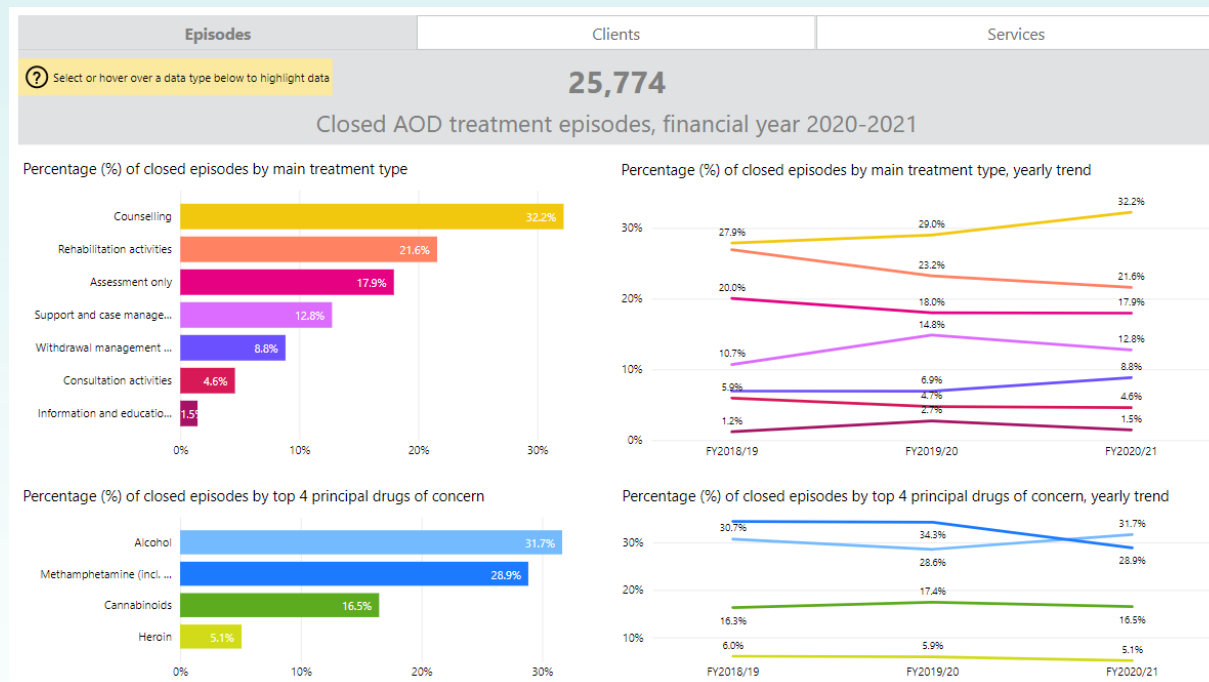 Episodes
Clients
Services
? Select or hover over a data type below to highlight data
25,774
Closed AOD treatment episodes, financial year 2020-2021
Percentage (%) of closed episodes by main treatment type
Counselling
32.2%
Rehabilitation activities
21.6%
Assessment only
17.9%
Support and case manage...
12.8%
Withdrawal management ...
8.8%
Consultation activities
4.6%
Information and educatio...
1.5%
0%
10%
20%
30%
Percentage (%) of closed episodes by main treatment type, yearly trend
30%
20%
10%
0%
27.9%
29.0%
32.2%
23.2%
21.6%
20.0%
18.0%
17.9%
14.8%
10.7%
12.8%
6.9%
8.8%
5.9%
4.7%
4.6%
1.2%
2.7%
1.5%
FY2018/19
FY2019/20
FY2020/21
Percentage (%) of closed episodes by top 4 principal drugs of concern
Alcohol
31.7%
Methamphetamine (incl. ...
28.9%
Cannabinoids
16.5%
Heroin
5.1%
0%
10%
20%
30%
Percentage (%) of closed episodes by top 4 principal drugs of concern, yearly trend
30%
20%
10%
30.7%
34.3%
31.7%
28.6%
28.9%
17.4%
16.3%
16.5%
6.0%
5.9%
5.1%
FY2018/19
FY2019/20
FY2020/21